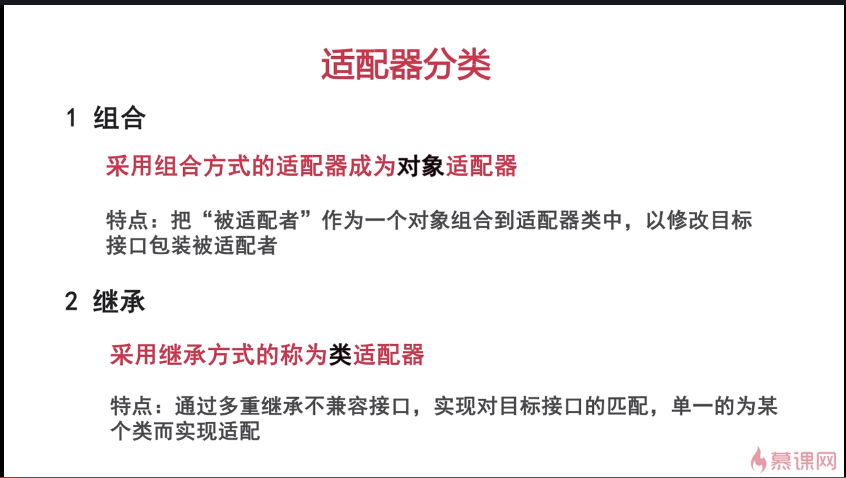 适配器分类
1 组合
采用组合方式的适配器成为对象适配器
特点：把“被适配者”作为一个对象组合到适配器类中，以修改目标
接口包装被适配者
2 继承
采用继承方式的称为类适配器
特点：通过多重继承不兼容接口，实现对目标接口的匹配，单一的为某
个类而实现适配
慕课网